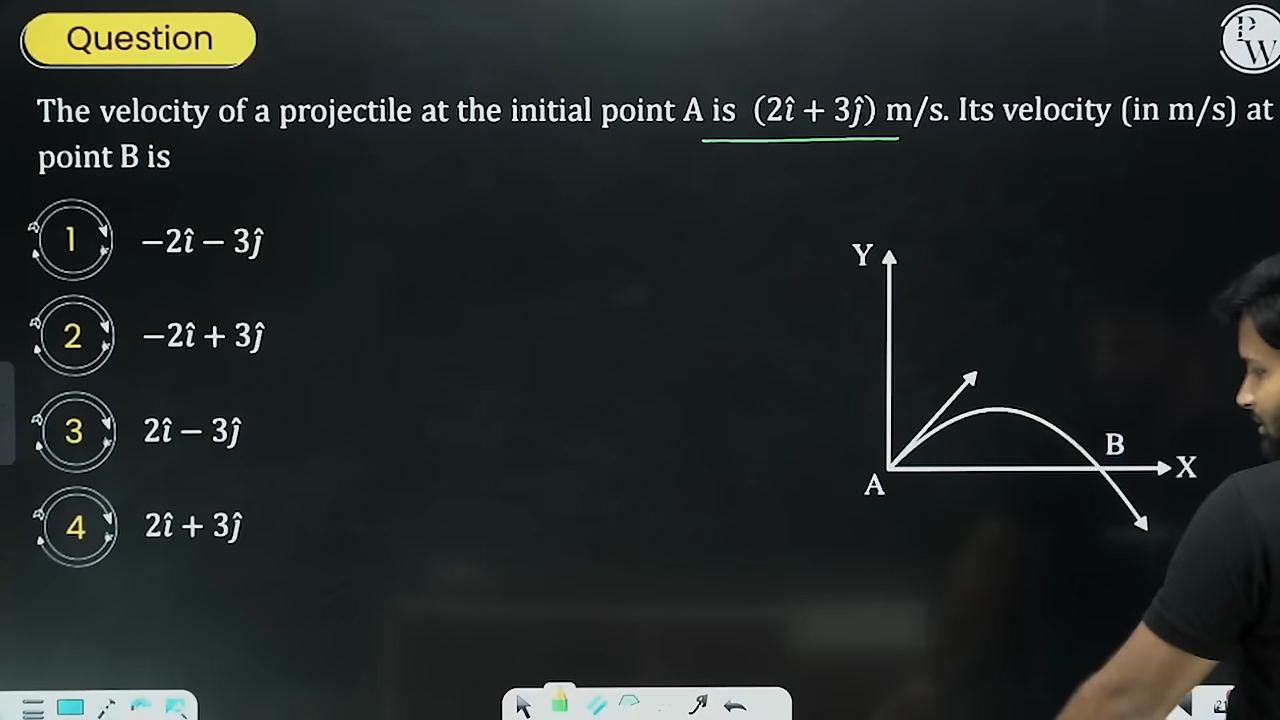 Question
P
W
The velocity of a projectile at the initial point A is (2î + 3ĵ) m/s. Its velocity (in m/s) at
point B is
1 −2î − 3ĵ
2 −2î + 3ĵ
3 2î − 3ĵ
4 2î + 3ĵ
Y
B
X
A